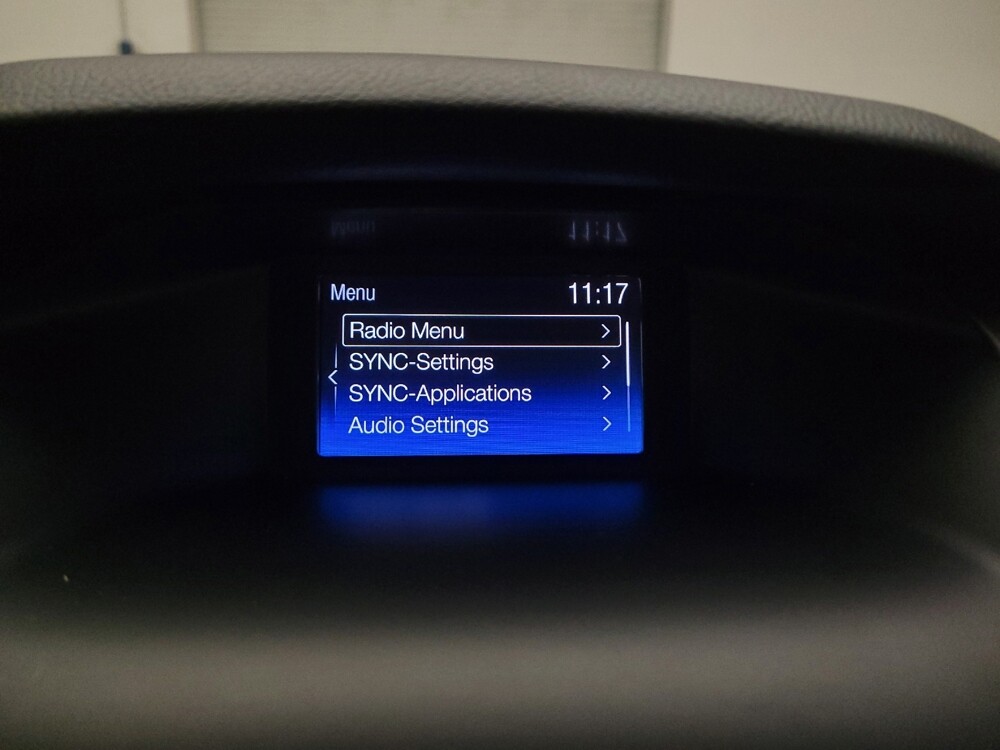 Menu 11:17
Radio Menu
SYNC-Settings
SYNC-Applications
Audio Settings